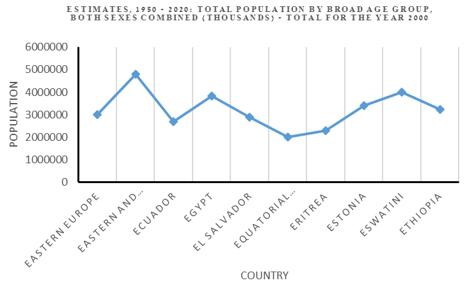 ESTIMATES, 1950 - 2020: TOTAL POPULATION BY BROAD AGE GROUP,
BOTH SEXES COMBINED (THOUSANDS) - TOTAL FOR THE YEAR 2000
POPULATION
6000000
5000000
4000000
3000000
2000000
1000000
0
EASTERN EUROPE
EASTERN AND...
ECUADOR
EGYPT
EL SALVADOR
EQUATORIAL...
ERITREA
ESTONIA
ESWATINI
ETHIOPIA
COUNTRY